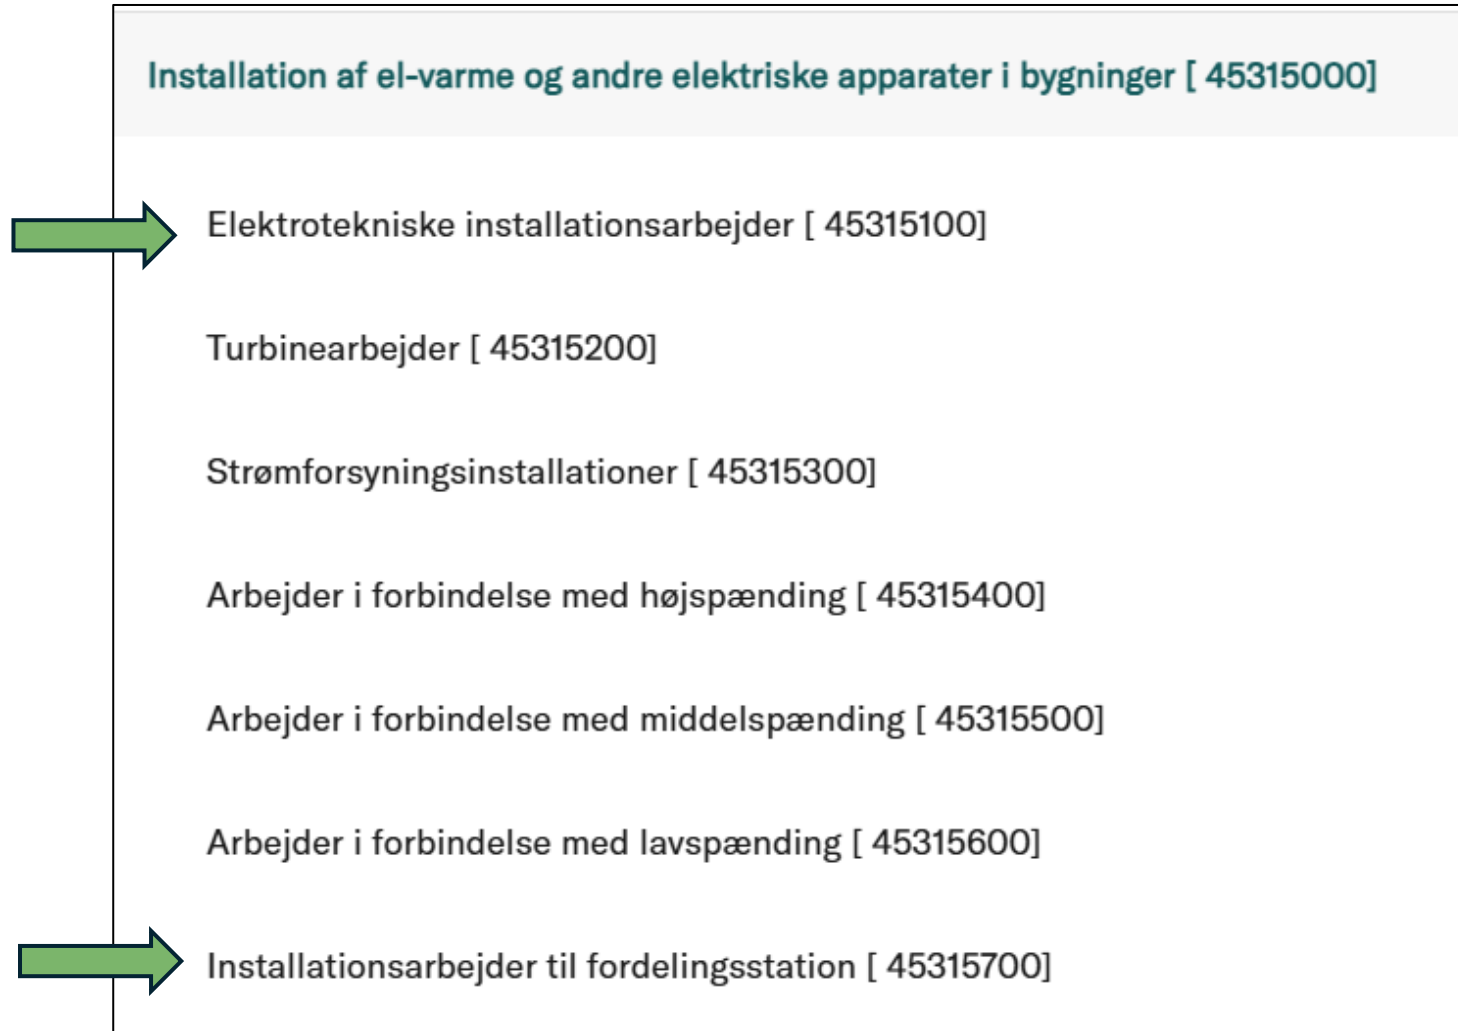 Installation af el-varme og andre elektriske apparater i bygninger [ 45315000]
Elektrotekniske installationsarbejder [ 45315100]
Turbinearbejder [ 45315200]
Strømforsyningsinstallationer [ 45315300]
Arbejder i forbindelse med højspænding [ 45315400]
Arbejder i forbindelse med middelspænding [ 45315500]
Arbejder i forbindelse med lavspænding [ 45315600]
Installationsarbejder til fordelingsstation [ 45315700]